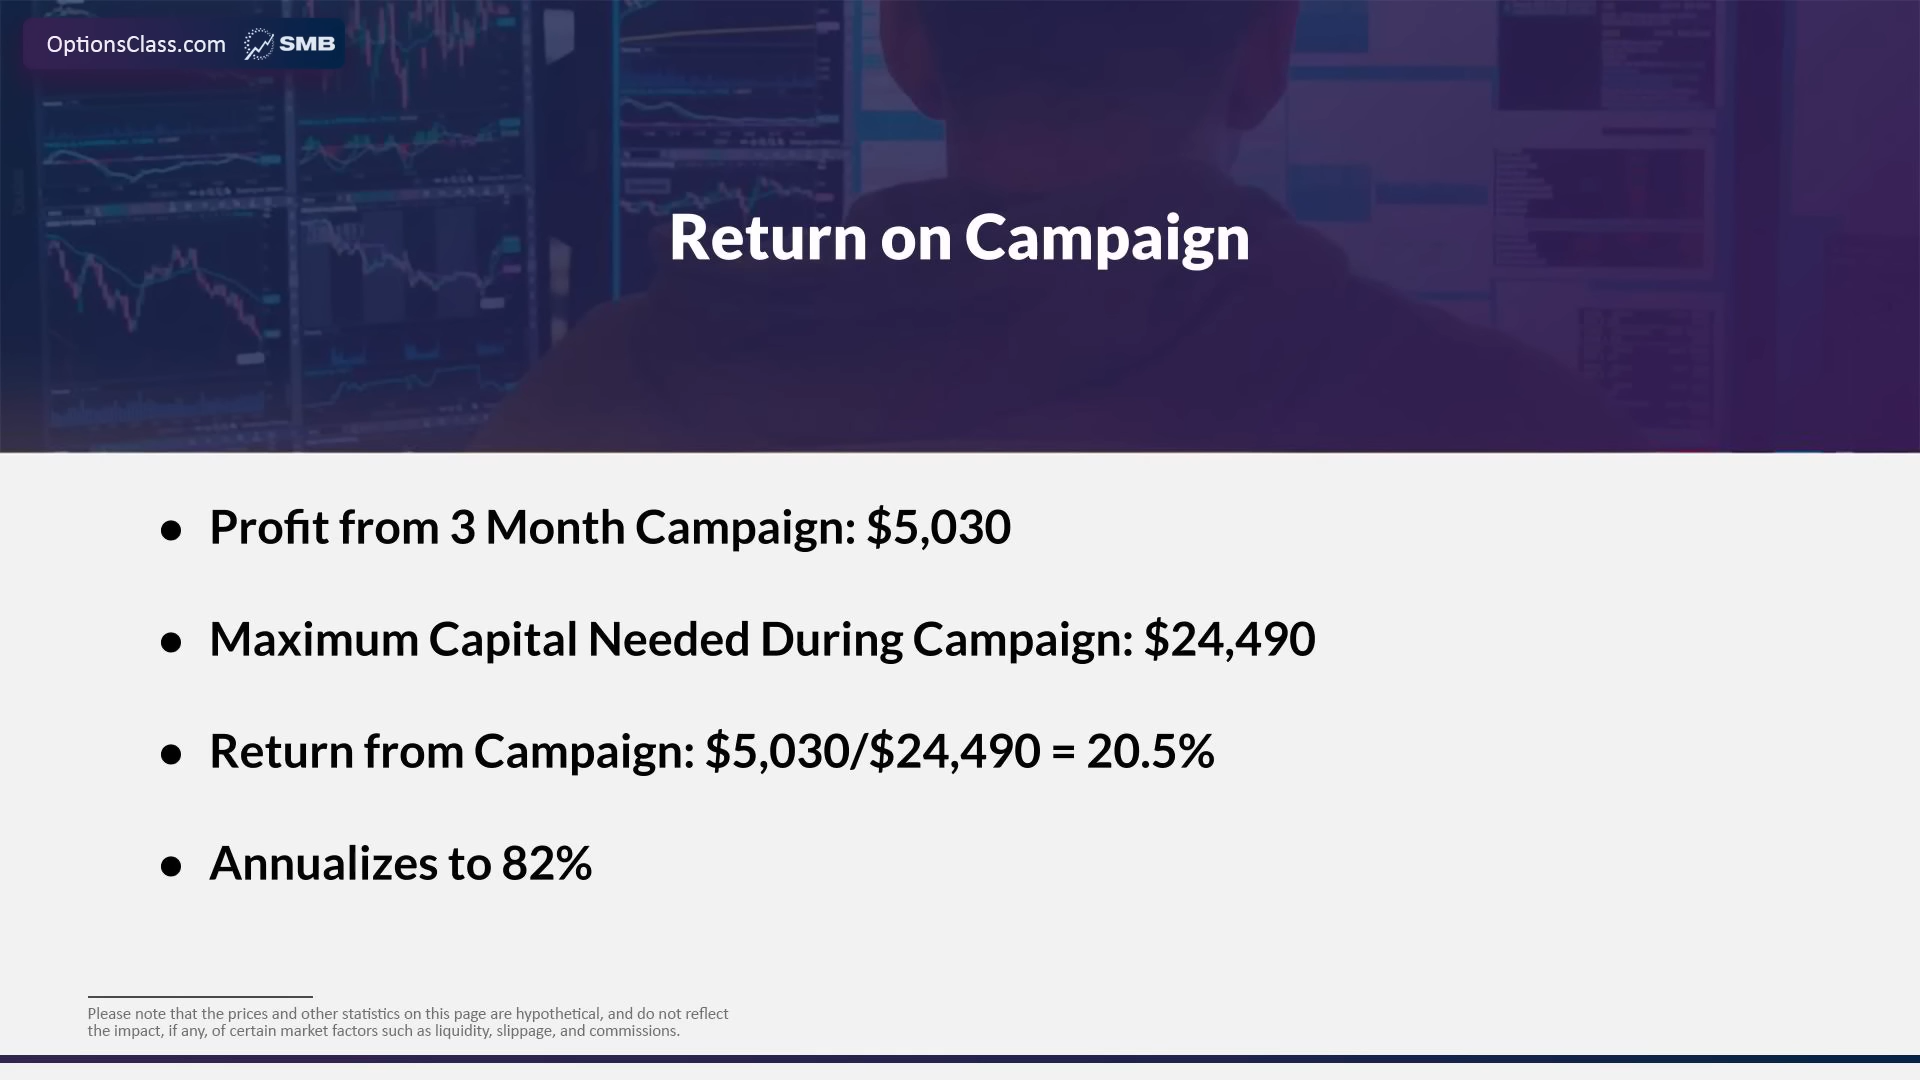 OptionsClass.com SMB
Return on Campaign
● Profit from 3 Month Campaign: $5,030
● Maximum Capital Needed During Campaign: $24,490
● Return from Campaign: $5,030/$24,490 = 20.5%
● Annualizes to 82%
Please note that the prices and other statistics on this page are hypothetical, and do not reflect
the impact, if any, of certain market factors such as liquidity, slippage, and commissions.